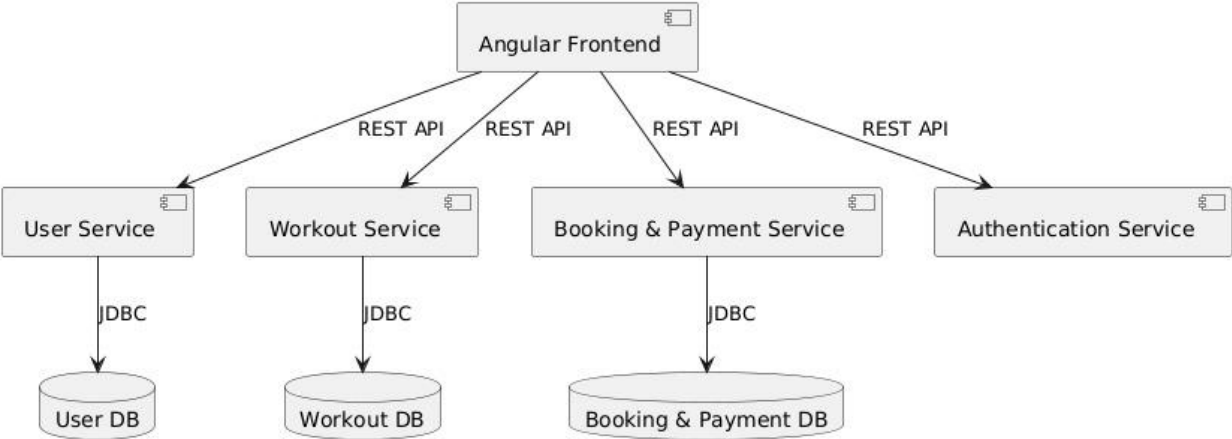 Angular Frontend
REST API
REST API
REST API
REST API
User Service
Workout Service
Booking & Payment Service
Authentication Service
JDBC
JDBC
JDBC
User DB
Workout DB
Booking & Payment DB